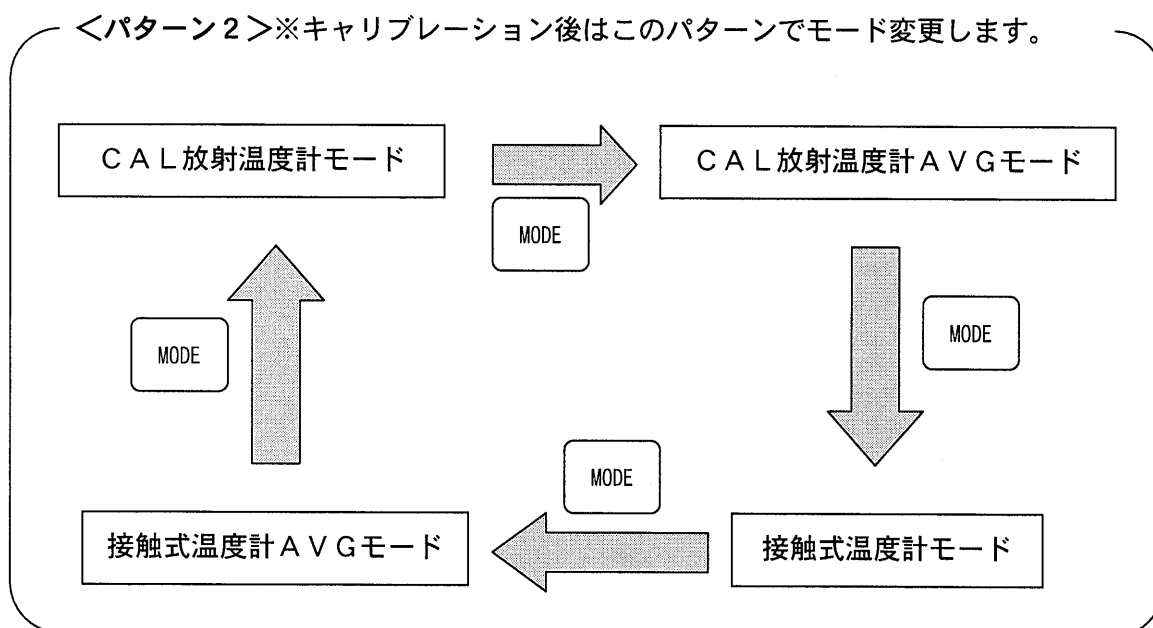 ＜パターン２＞※キャリブレーション後はこのパターンでモード変更します。
ＣＡＬ放射温度計モード
ＣＡＬ放射温度計ＡＶＧモード
MODE
MODE
MODE
MODE
接触式温度計ＡＶＧモード
接触式温度計モード